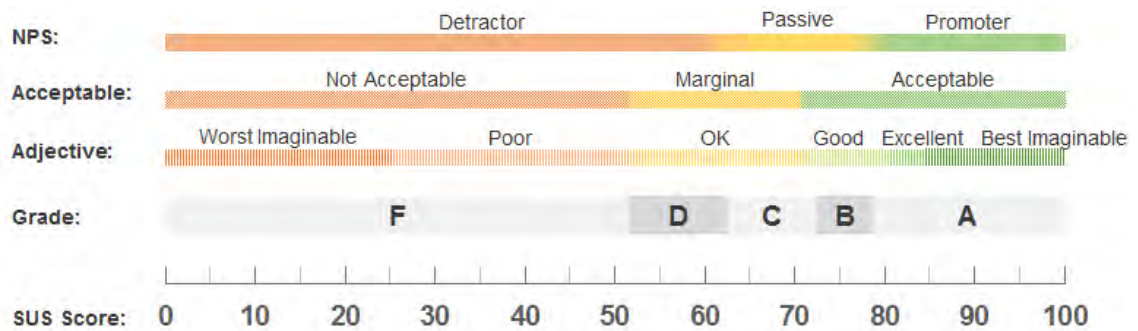 Detractor Passive Promoter
NPS:
Not Acceptable Marginal Acceptable
Acceptable:
Worst Imaginable Poor OK Good Excellent Best Imaginable
Adjective:
Grade: F D C B A
SUS Score: 0 10 20 30 40 50 60 70 80 90 100